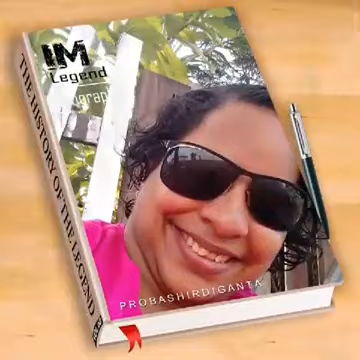 IM
Legend
THE HISTORY OF THE LEGEND
PROBASHIRDIGANTA